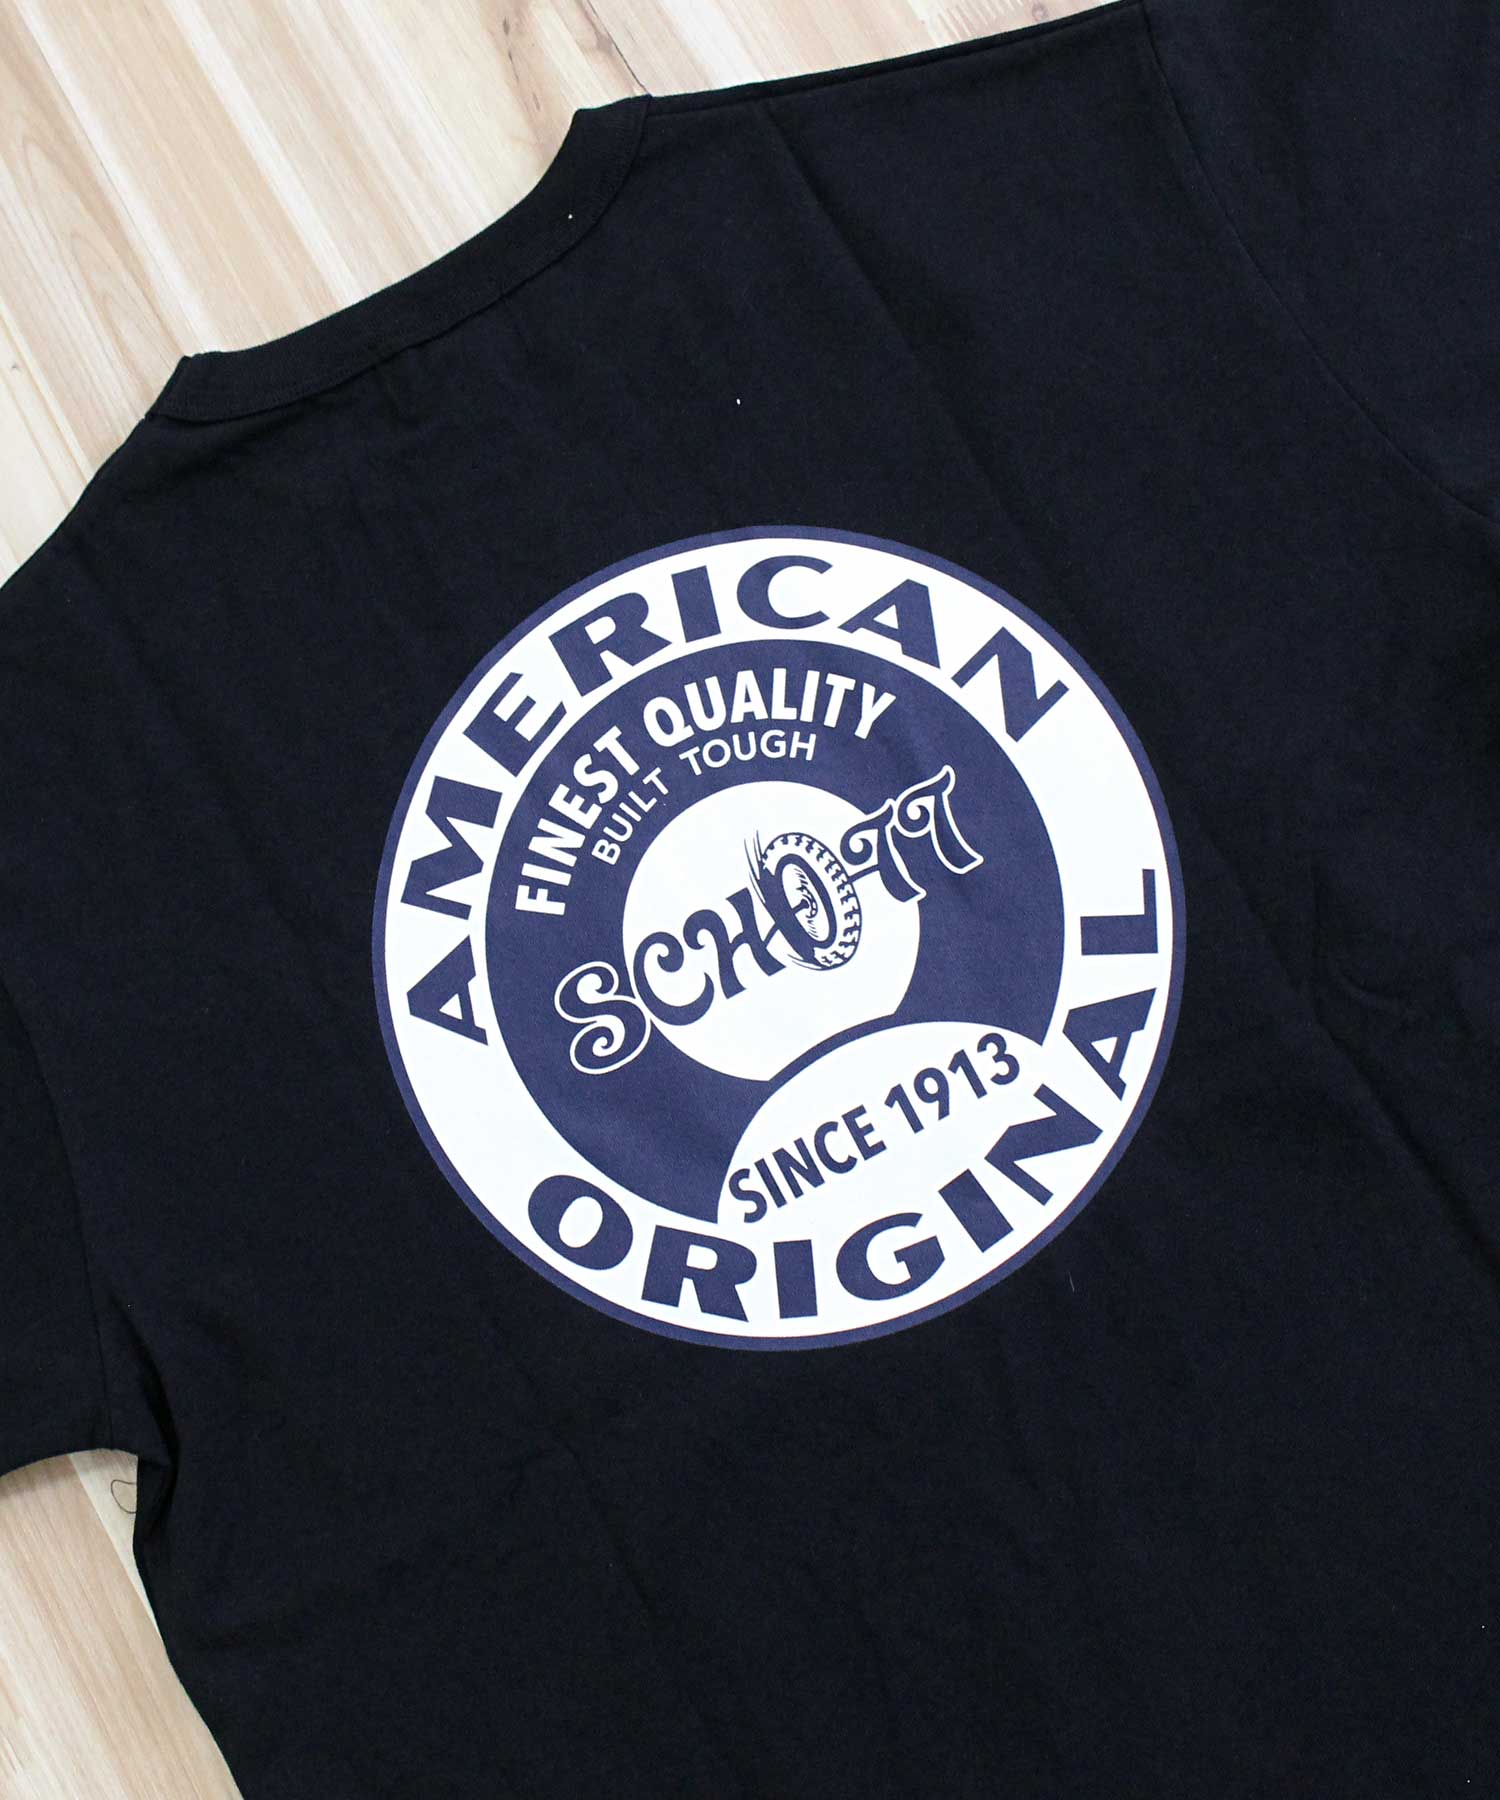 AMERICAN
FINEST QUALITY
BUILT TOUGH
SCHOTT
SINCE 1913
ORIGINAL